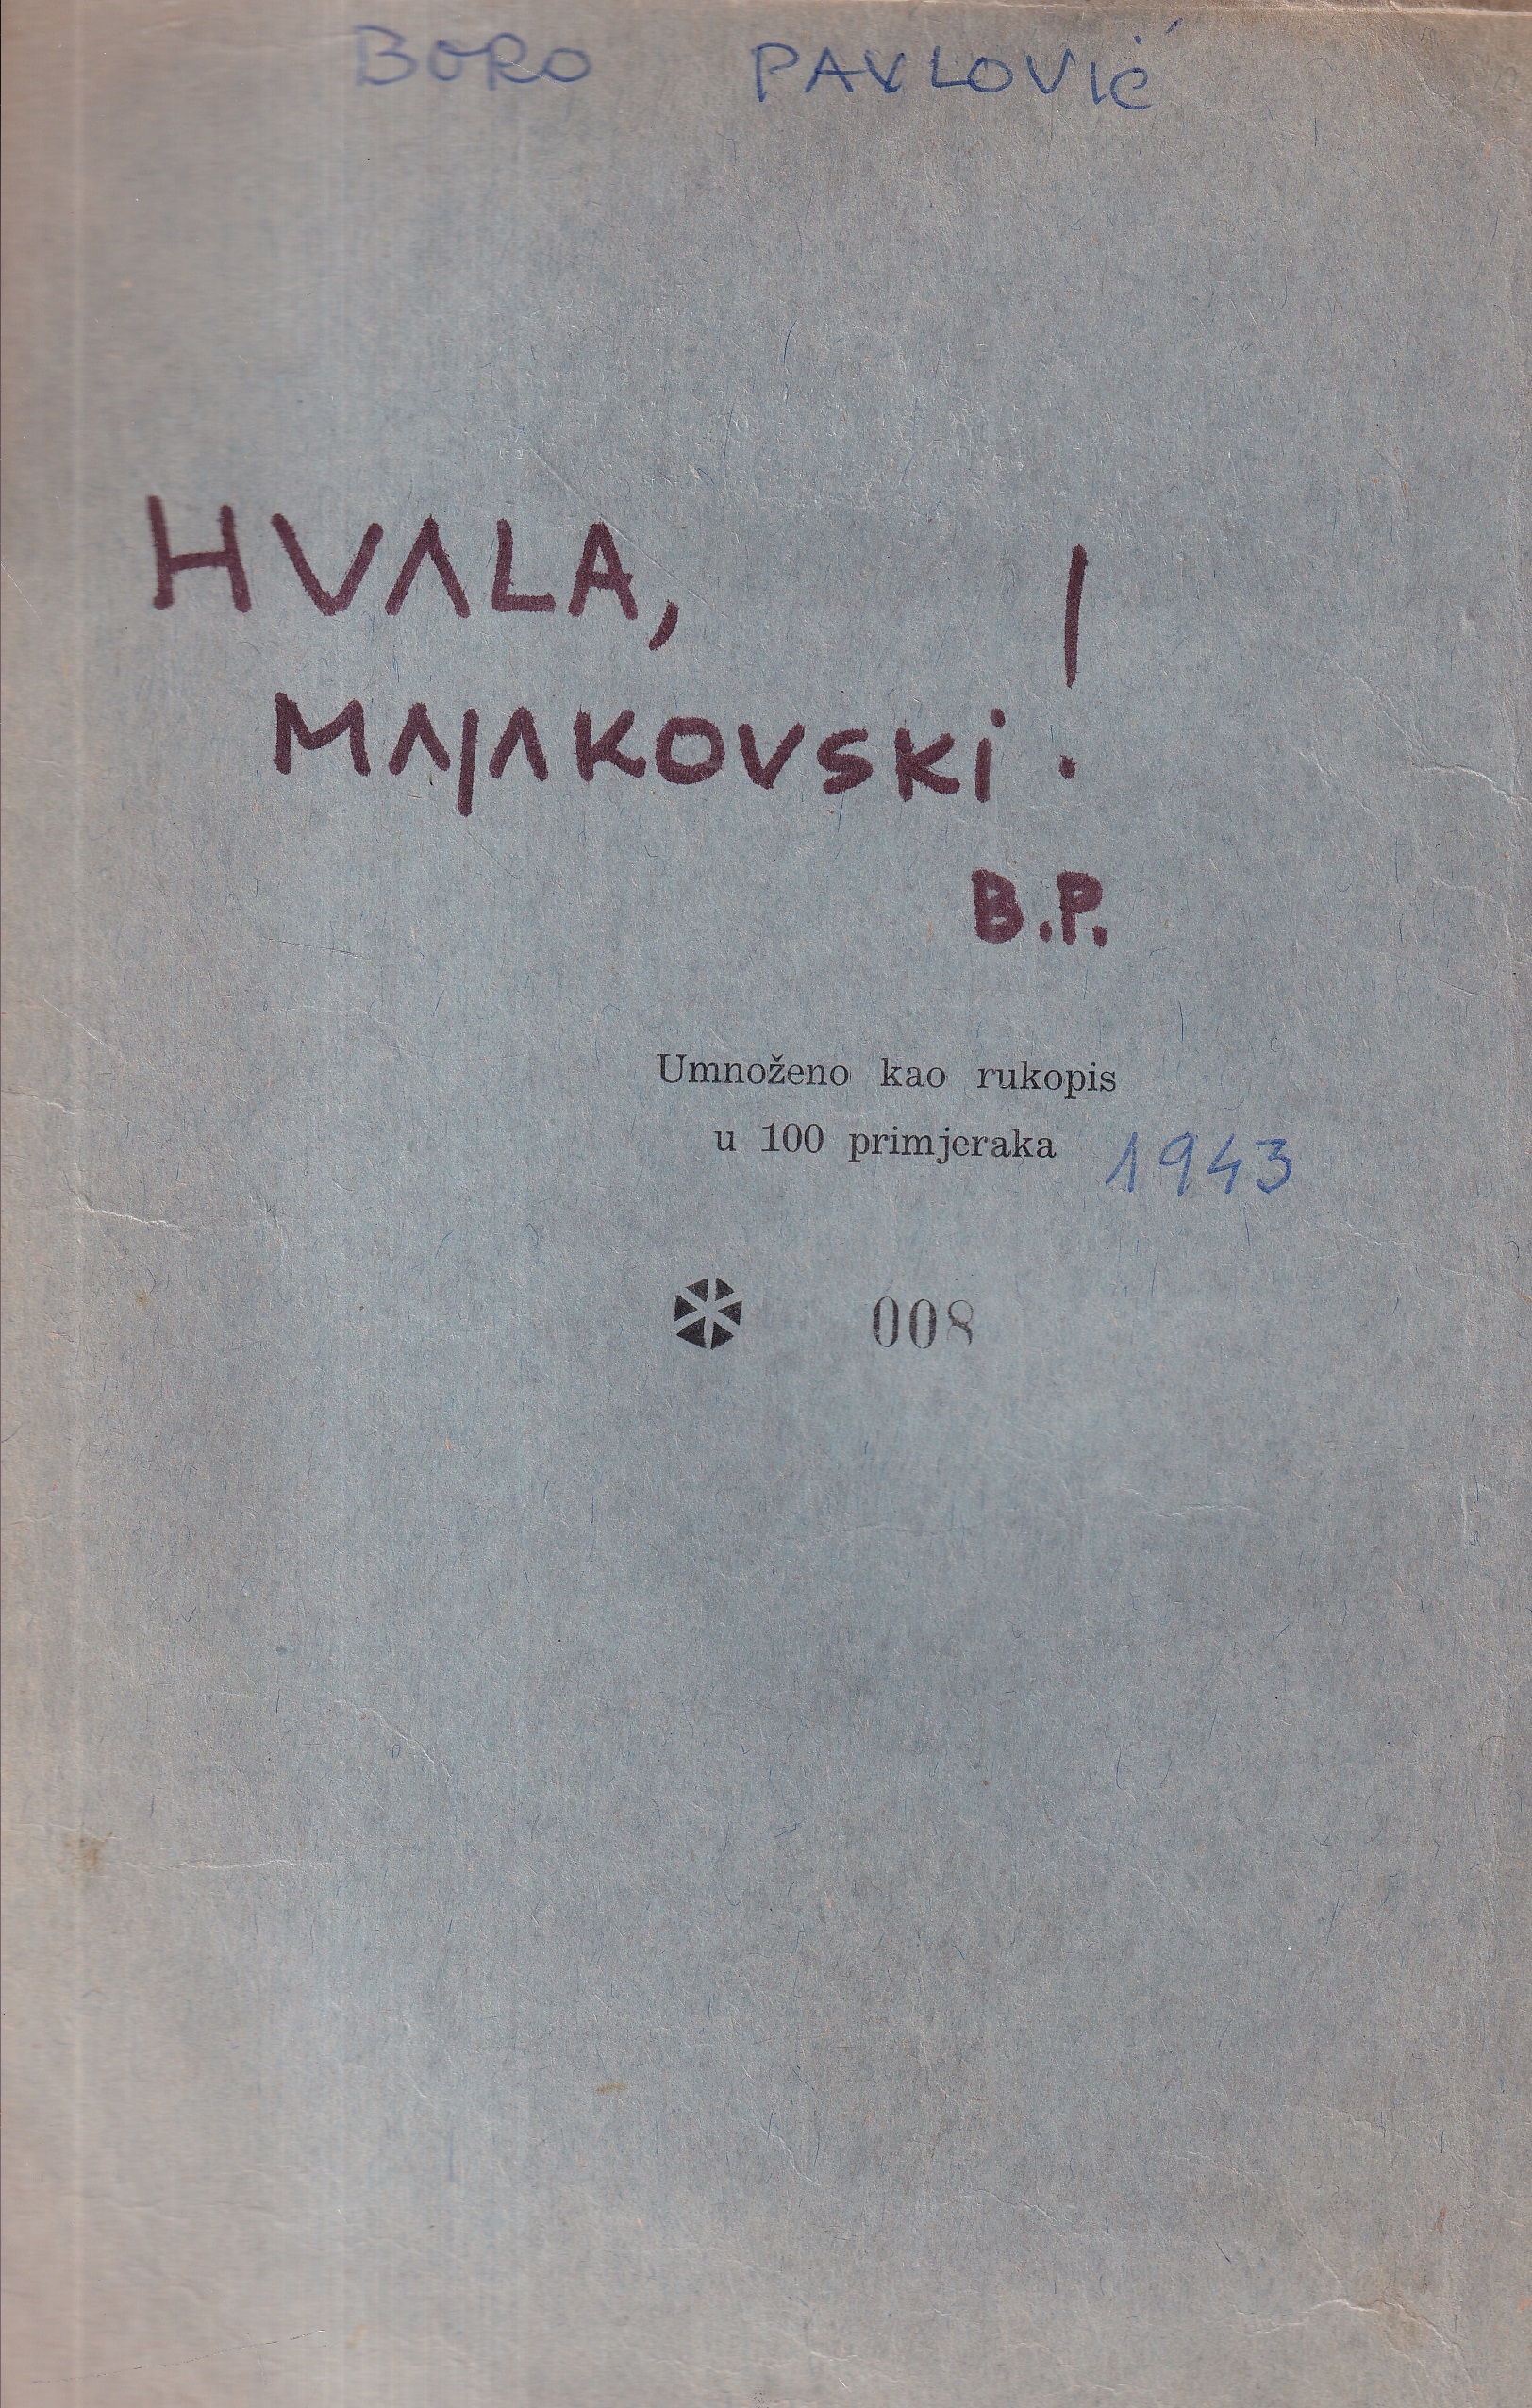 BORO PAVLOVIĆ
HVALA,
MAJAKOVSKI!
B.P.
Umnoženo kao rukopis
u 100 primjeraka 1943
008